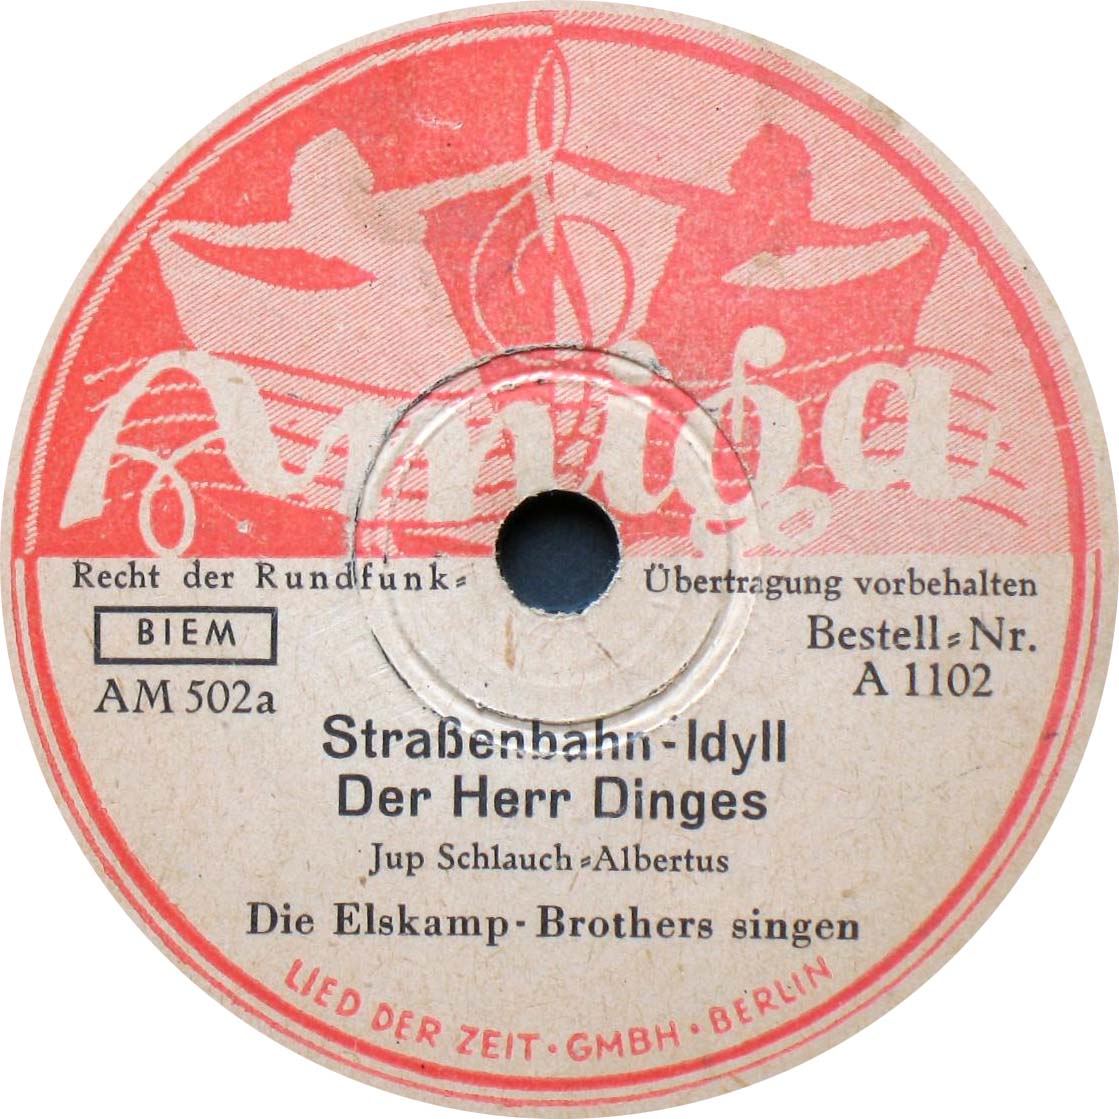 Amiga
Recht der Rundfunk= Übertragung vorbehalten
BIEM
AM 502a
Bestell=Nr.
A 1102
Straßenbahn-Idyll
Der Herr Dinges
Jup Schlauch=Albertus
Die Elskamp-Brothers singen
LIED DER ZEIT · GMBH · BERLIN